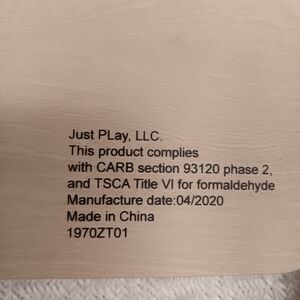 Just PLay, LLC.
This product complies
with CARB section 93120 phase 2,
and TSCA Title VI for formaldehyde
Manufacture date:04/2020
Made in China
1970ZT01